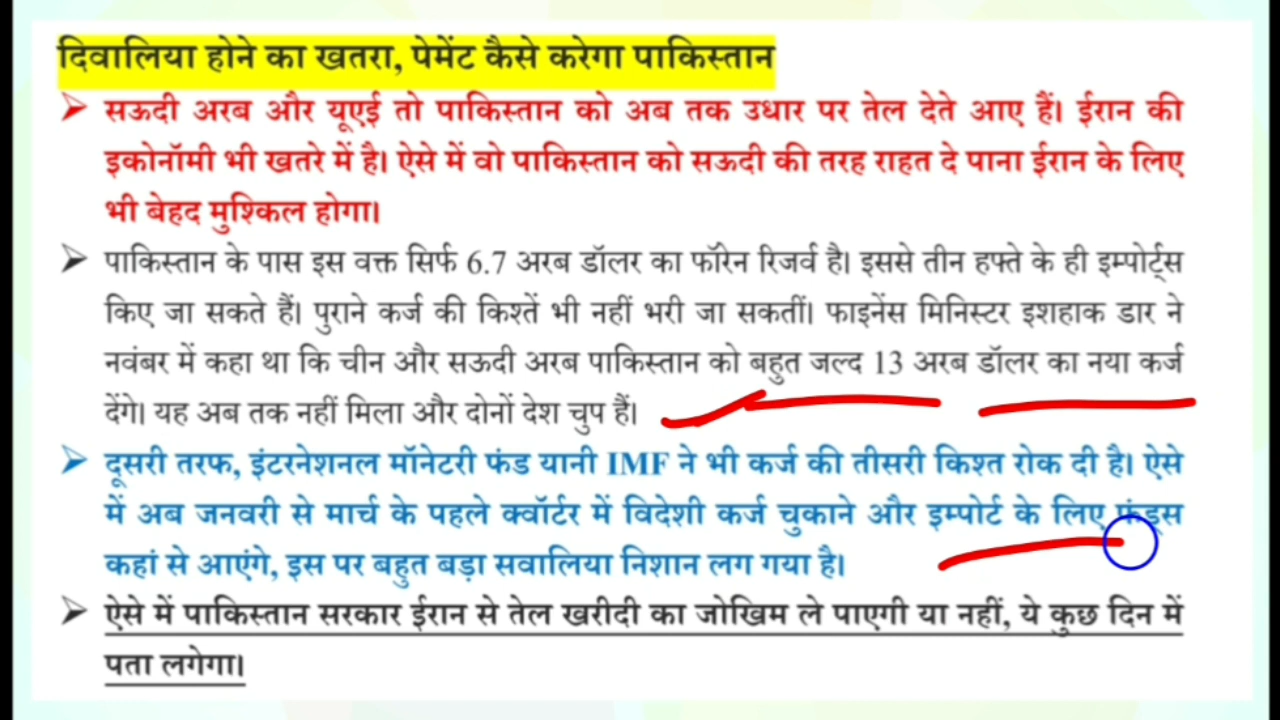 दिवालिया होने का खतरा, पेमेंट कैसे करेगा पाकिस्तान
सऊदी अरब और यूएई तो पाकिस्तान को अब तक उधार पर तेल देते आए हैं। ईरान की
इकोनॉमी भी खतरे में है। ऐसे में वो पाकिस्तान को सऊदी की तरह राहत दे पाना ईरान के लिए
भी बेहद मुश्किल होगा।
पाकिस्तान के पास इस वक्त सिर्फ 6.7 अरब डॉलर का फॉरेन रिजर्व है। इससे तीन हफ्ते के ही इम्पोर्ट्स
किए जा सकते हैं। पुराने कर्ज की किश्तें भी नहीं भरी जा सकतीं। फाइनेंस मिनिस्टर इशहाक डार ने
नवंबर में कहा था कि चीन और सऊदी अरब पाकिस्तान को बहुत जल्द 13 अरब डॉलर का नया कर्ज
देंगे। यह अब तक नहीं मिला और दोनों देश चुप हैं।
दूसरी तरफ, इंटरनेशनल मॉनेटरी फंड यानी IMF ने भी कर्ज की तीसरी किश्त रोक दी है। ऐसे
में अब जनवरी से मार्च के पहले क्वॉर्टर में विदेशी कर्ज चुकाने और इम्पोर्ट के लिए फंड्स
कहां से आएंगे, इस पर बहुत बड़ा सवालिया निशान लग गया है।
ऐसे में पाकिस्तान सरकार ईरान से तेल खरीदी का जोखिम ले पाएगी या नहीं, ये कुछ दिन में
पता लगेगा।